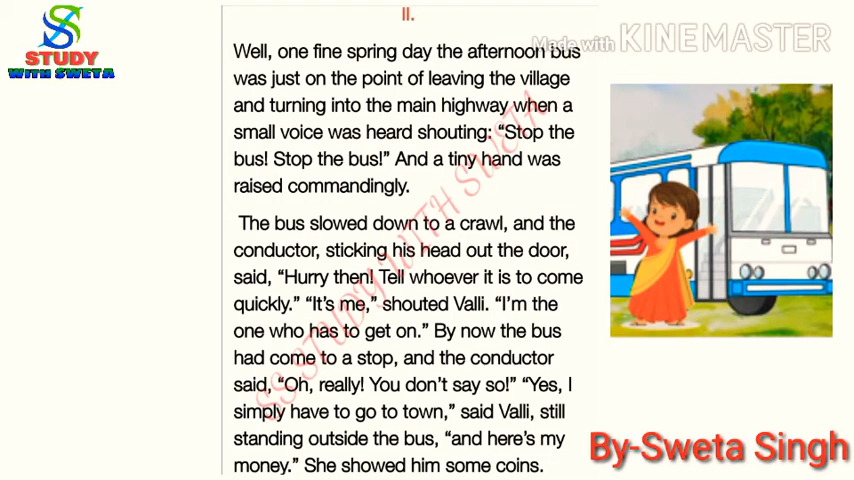 II.
Made with KINEMASTER
STUDY
WITH SWETA
Well, one fine spring day the afternoon bus
was just on the point of leaving the village
and turning into the main highway when a
small voice was heard shouting: “Stop the
bus! Stop the bus!” And a tiny hand was
raised commandingly.
The bus slowed down to a crawl, and the
conductor, sticking his head out the door,
said, “Hurry then! Tell whoever it is to come
quickly.” “It’s me,” shouted Valli. “I’m the
one who has to get on.” By now the bus
had come to a stop, and the conductor
said, “Oh, really! You don’t say so!” “Yes, I
simply have to go to town,” said Valli, still
standing outside the bus, “and here’s my
money.” She showed him some coins.
SS STUDY WITH SWETA
By-Sweta Singh